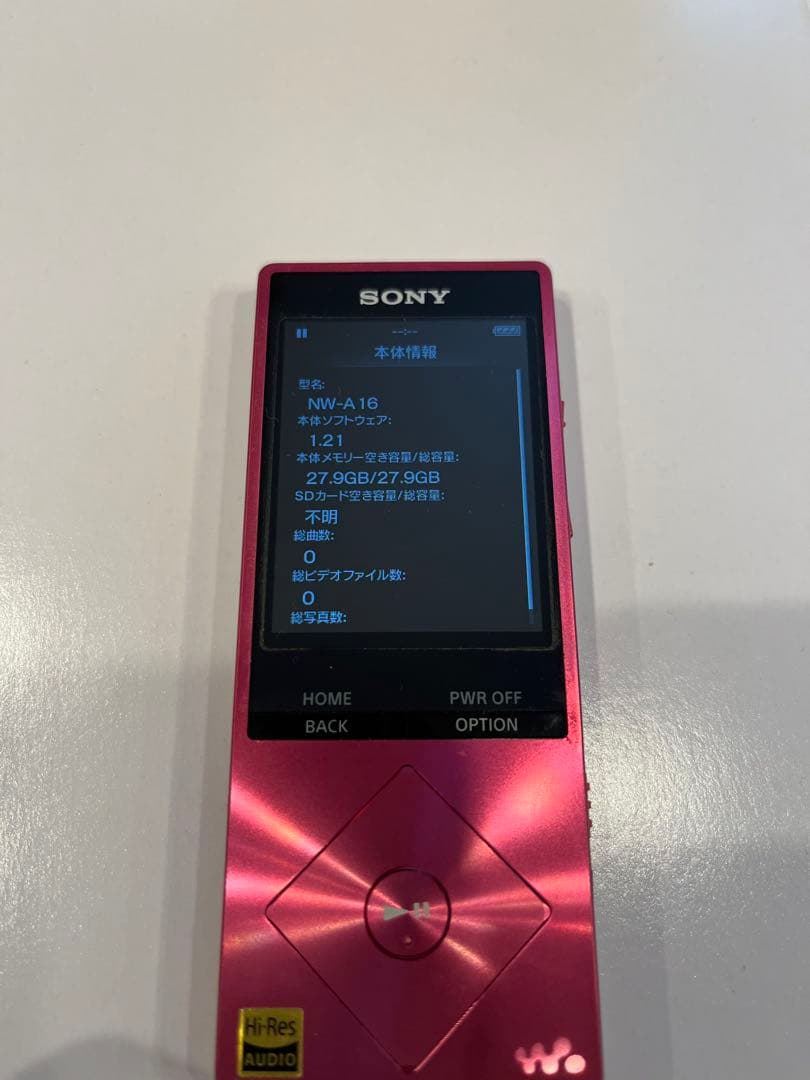 SONY
--:--
本体情報
型名:
NW-A16
本体ソフトウェア:
1.21
本体メモリー空き容量/総容量:
27.9GB/27.9GB
SDカード空き容量/総容量:
不明
総曲数:
0
総ビデオファイル数:
0
総写真数:
HOME PWR OFF
BACK OPTION
Hi-Res
AUDIO